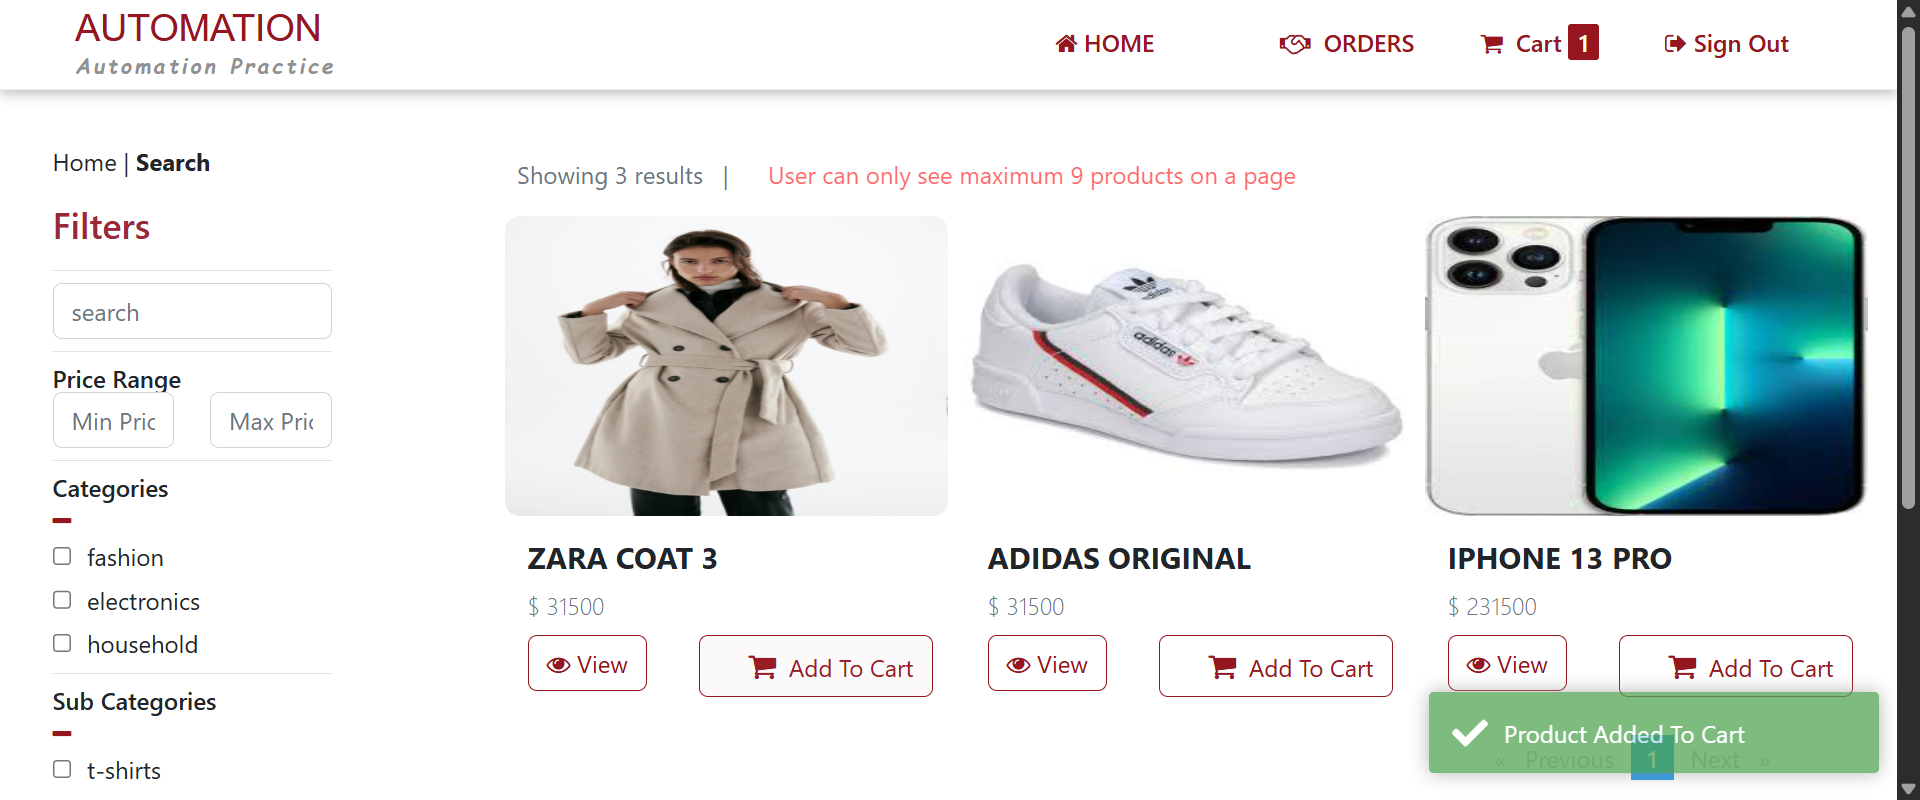 AUTOMATION
Automation Practice
HOME
ORDERS
Cart 1
Sign Out
Home | Search
Filters
search
Price Range
Min Pric
Max Pric
Categories
fashion
electronics
household
Sub Categories
t-shirts
Showing 3 results |
User can only see maximum 9 products on a page
adidas
ZARA COAT 3
$ 31500
View
Add To Cart
ADIDAS ORIGINAL
$ 31500
View
Add To Cart
IPHONE 13 PRO
$ 231500
View
Add To Cart
Product Added To Cart
« Previous 1 Next »